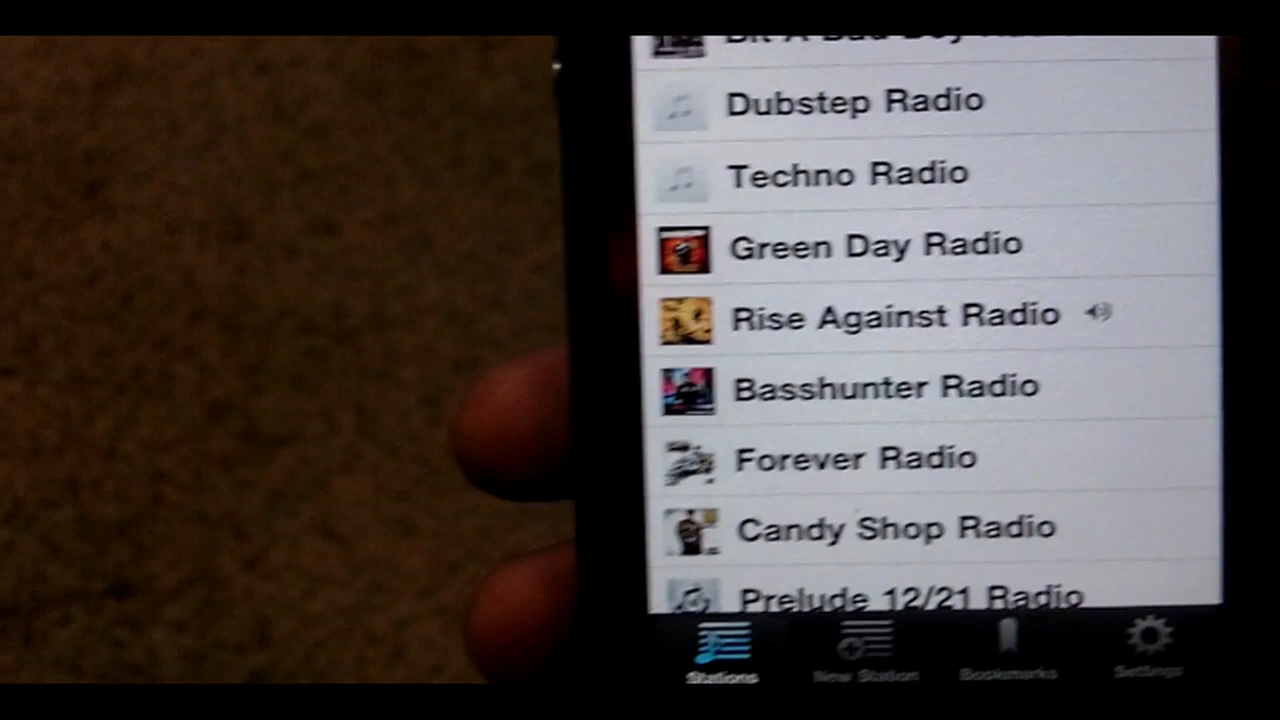 Dubstep Radio
Techno Radio
Green Day Radio
Rise Against Radio
Basshunter Radio
Forever Radio
Candy Shop Radio
Prelude 12/21 Radio
Stations
New Station
Bookmarks
Settings